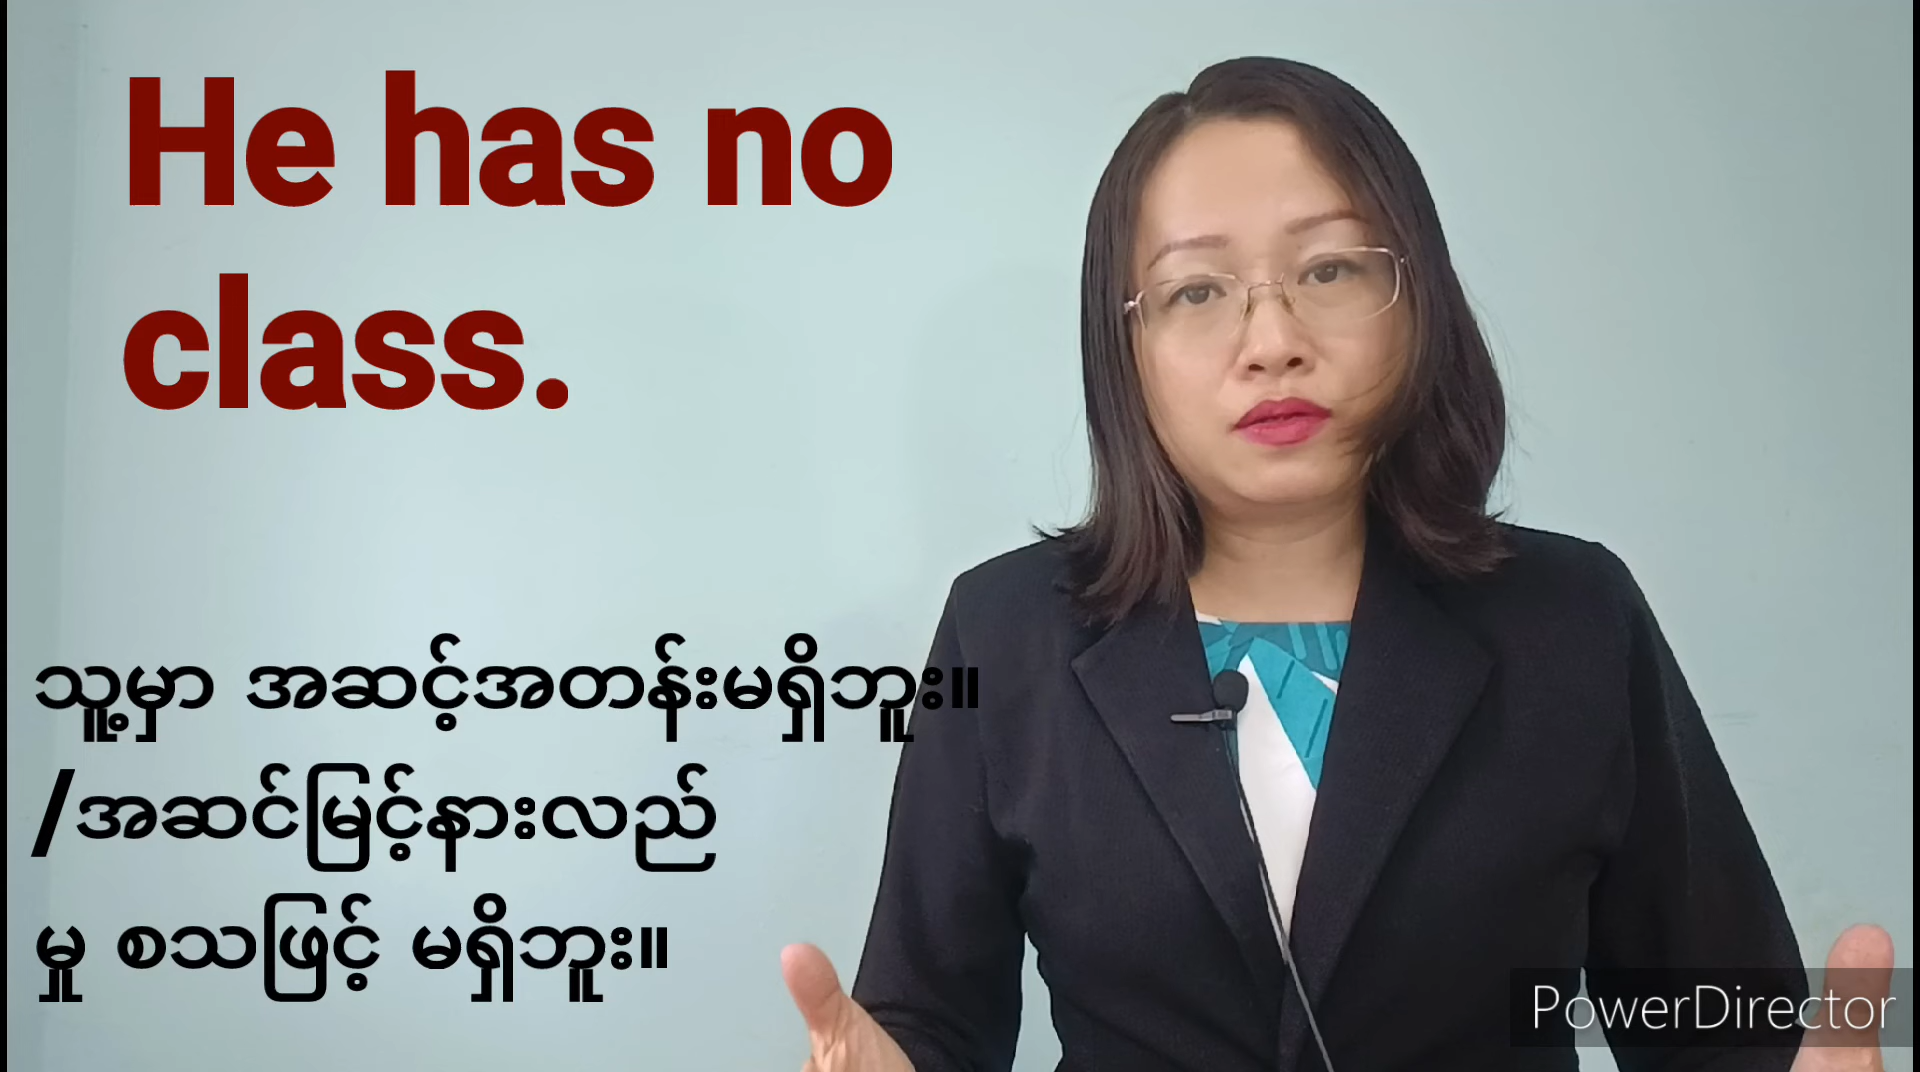 He has no
class.
သူ့မှာ အဆင့်အတန်းမရှိဘူး။
/အဆင်မြင့်နားလည်
မှု စသဖြင့် မရှိဘူး။
PowerDirector